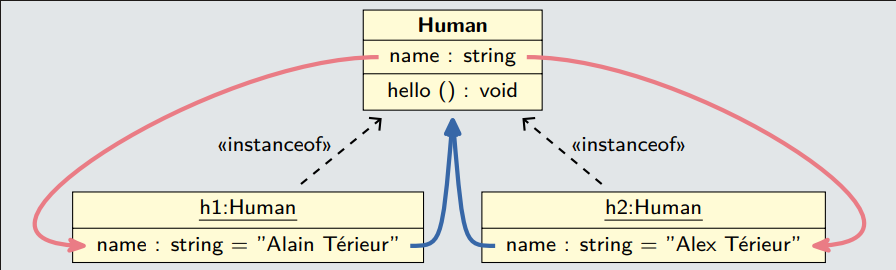 Human
name : string
hello () : void
«instanceof»
«instanceof»
h1:Human
name : string = "Alain Térieur"
h2:Human
name : string = "Alex Térieur"